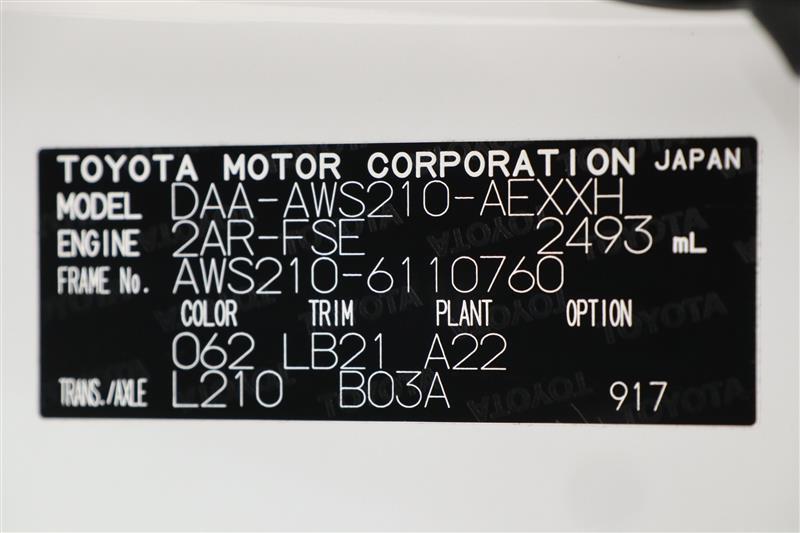 TOYOTA MOTOR CORPORATION JAPAN
MODEL DAA-AWS210-AEXXH
ENGINE 2AR-FSE 2493 mL
FRAME No. AWS210-6110760
COLOR TRIM PLANT OPTION
062 LB21 A22
TRANS./AXLE L210 B03A 917